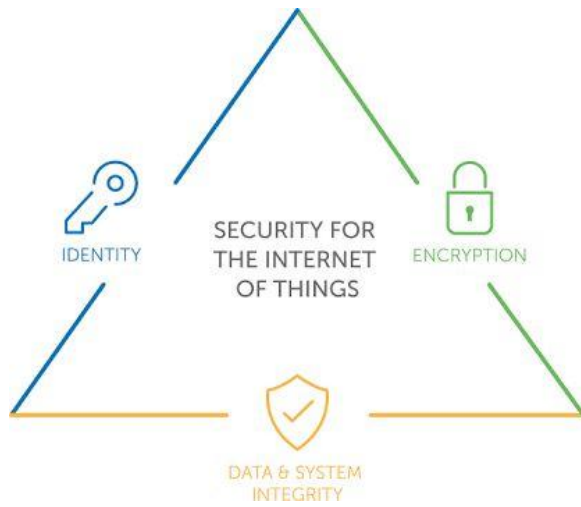 IDENTITY
SECURITY FOR
THE INTERNET
OF THINGS
ENCRYPTION
DATA & SYSTEM
INTEGRITY